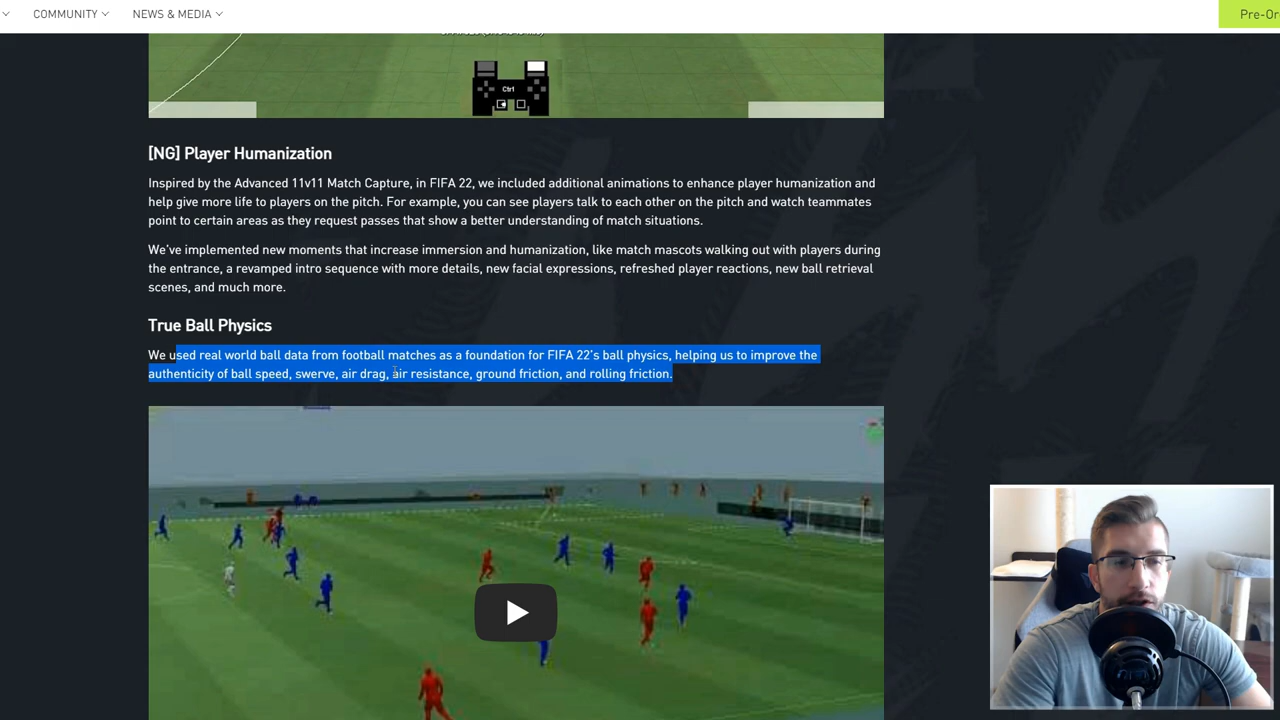 COMMUNITY
NEWS & MEDIA
Pre-Or
Ctrl
[NG] Player Humanization
Inspired by the Advanced 11v11 Match Capture, in FIFA 22, we included additional animations to enhance player humanization and
help give more life to players on the pitch. For example, you can see players talk to each other on the pitch and watch teammates
point to certain areas as they request passes that show a better understanding of match situations.
We've implemented new moments that increase immersion and humanization, like match mascots walking out with players during
the entrance, a revamped intro sequence with more details, new facial expressions, refreshed player reactions, new ball retrieval
scenes, and much more.
True Ball Physics
We used real world ball data from football matches as a foundation for FIFA 22's ball physics, helping us to improve the
authenticity of ball speed, swerve, air drag, air resistance, ground friction, and rolling friction.